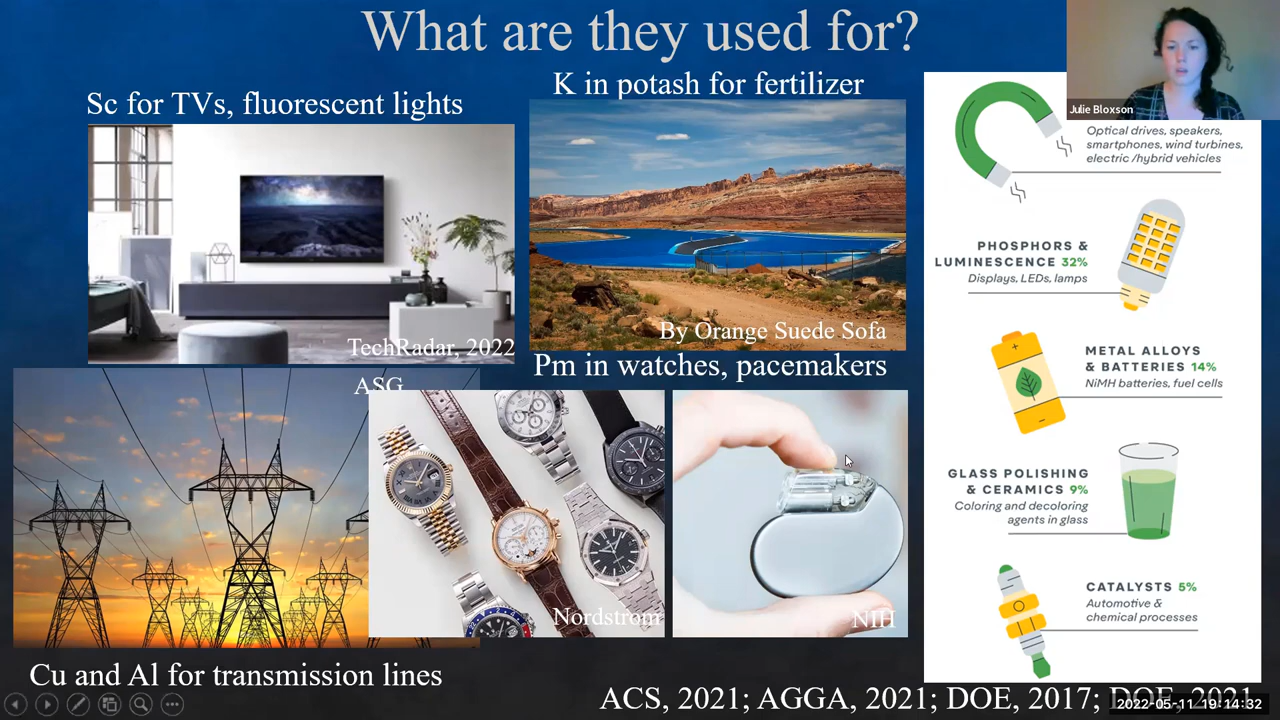 What are they used for?
Sc for TVs, fluorescent lights
K in potash for fertilizer
TechRadar, 2022
By Orange Suede Sofa
ASG
Pm in watches, pacemakers
Nordstrom
NIH
Cu and Al for transmission lines
Julie Bloxson
Optical drives, speakers,
smartphones, wind turbines,
electric /hybrid vehicles
PHOSPHORS &
LUMINESCENCE 32%
Displays, LEDs, lamps
METAL ALLOYS
& BATTERIES 14%
NiMH batteries, fuel cells
GLASS POLISHING
& CERAMICS 9%
Coloring and decoloring
agents in glass
CATALYSTS 5%
Automotive &
chemical processes
ACS, 2021; AGGA, 2021; DOE, 2017; DOE, 2021
2022-05-11 19:14:32